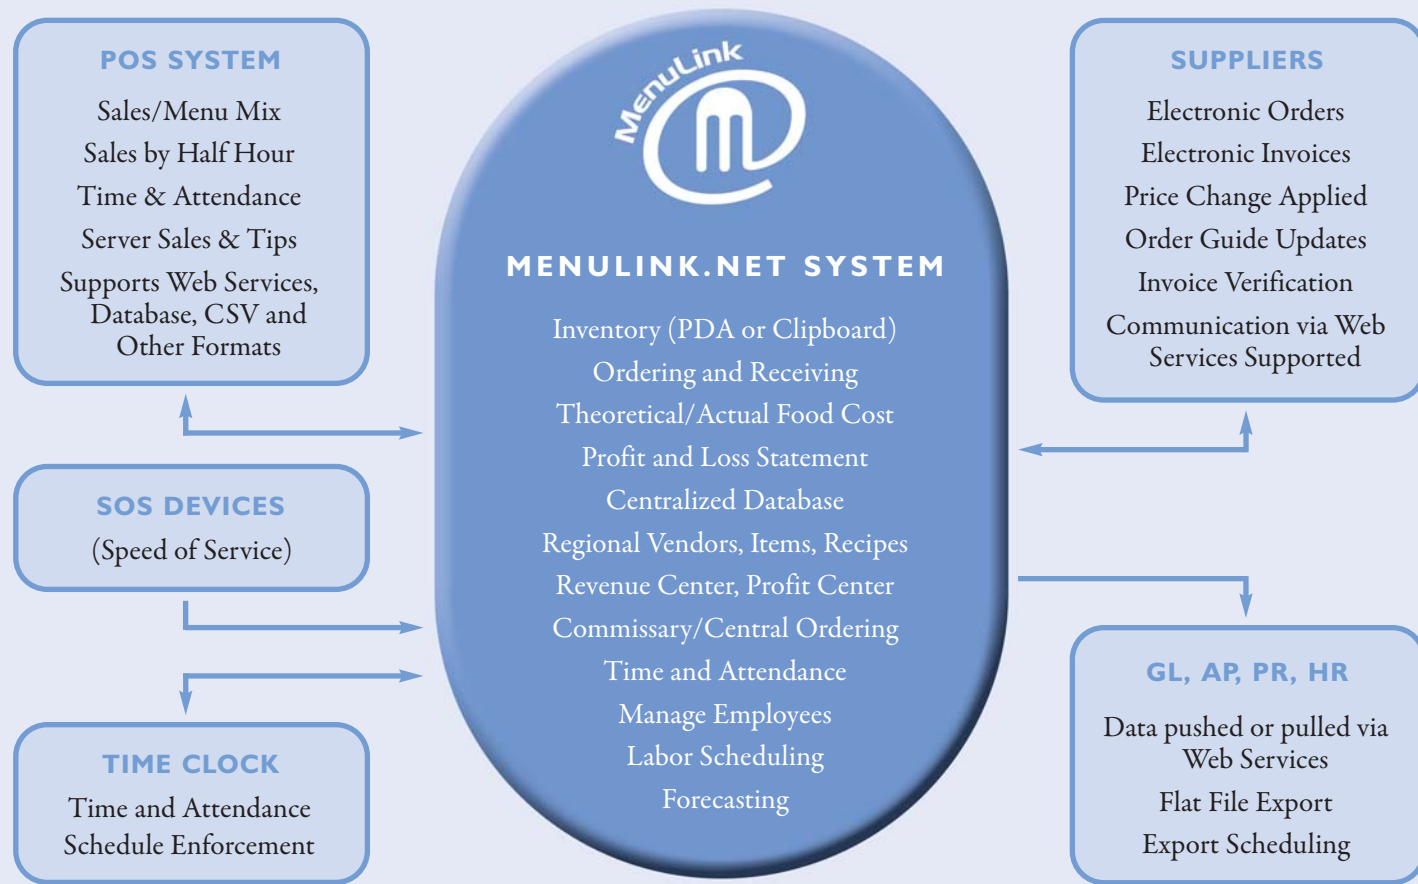 POS SYSTEM
Sales/Menu Mix
Sales by Half Hour
Time & Attendance
Server Sales & Tips
Supports Web Services,
Database, CSV and
Other Formats
SOS DEVICES
(Speed of Service)
TIME CLOCK
Time and Attendance
Schedule Enforcement
MenuLink
m
MENULINK.NET SYSTEM
Inventory (PDA or Clipboard)
Ordering and Receiving
Theoretical/Actual Food Cost
Profit and Loss Statement
Centralized Database
Regional Vendors, Items, Recipes
Revenue Center, Profit Center
Commissary/Central Ordering
Time and Attendance
Manage Employees
Labor Scheduling
Forecasting
SUPPLIERS
Electronic Orders
Electronic Invoices
Price Change Applied
Order Guide Updates
Invoice Verification
Communication via Web
Services Supported
GL, AP, PR, HR
Data pushed or pulled via
Web Services
Flat File Export
Export Scheduling